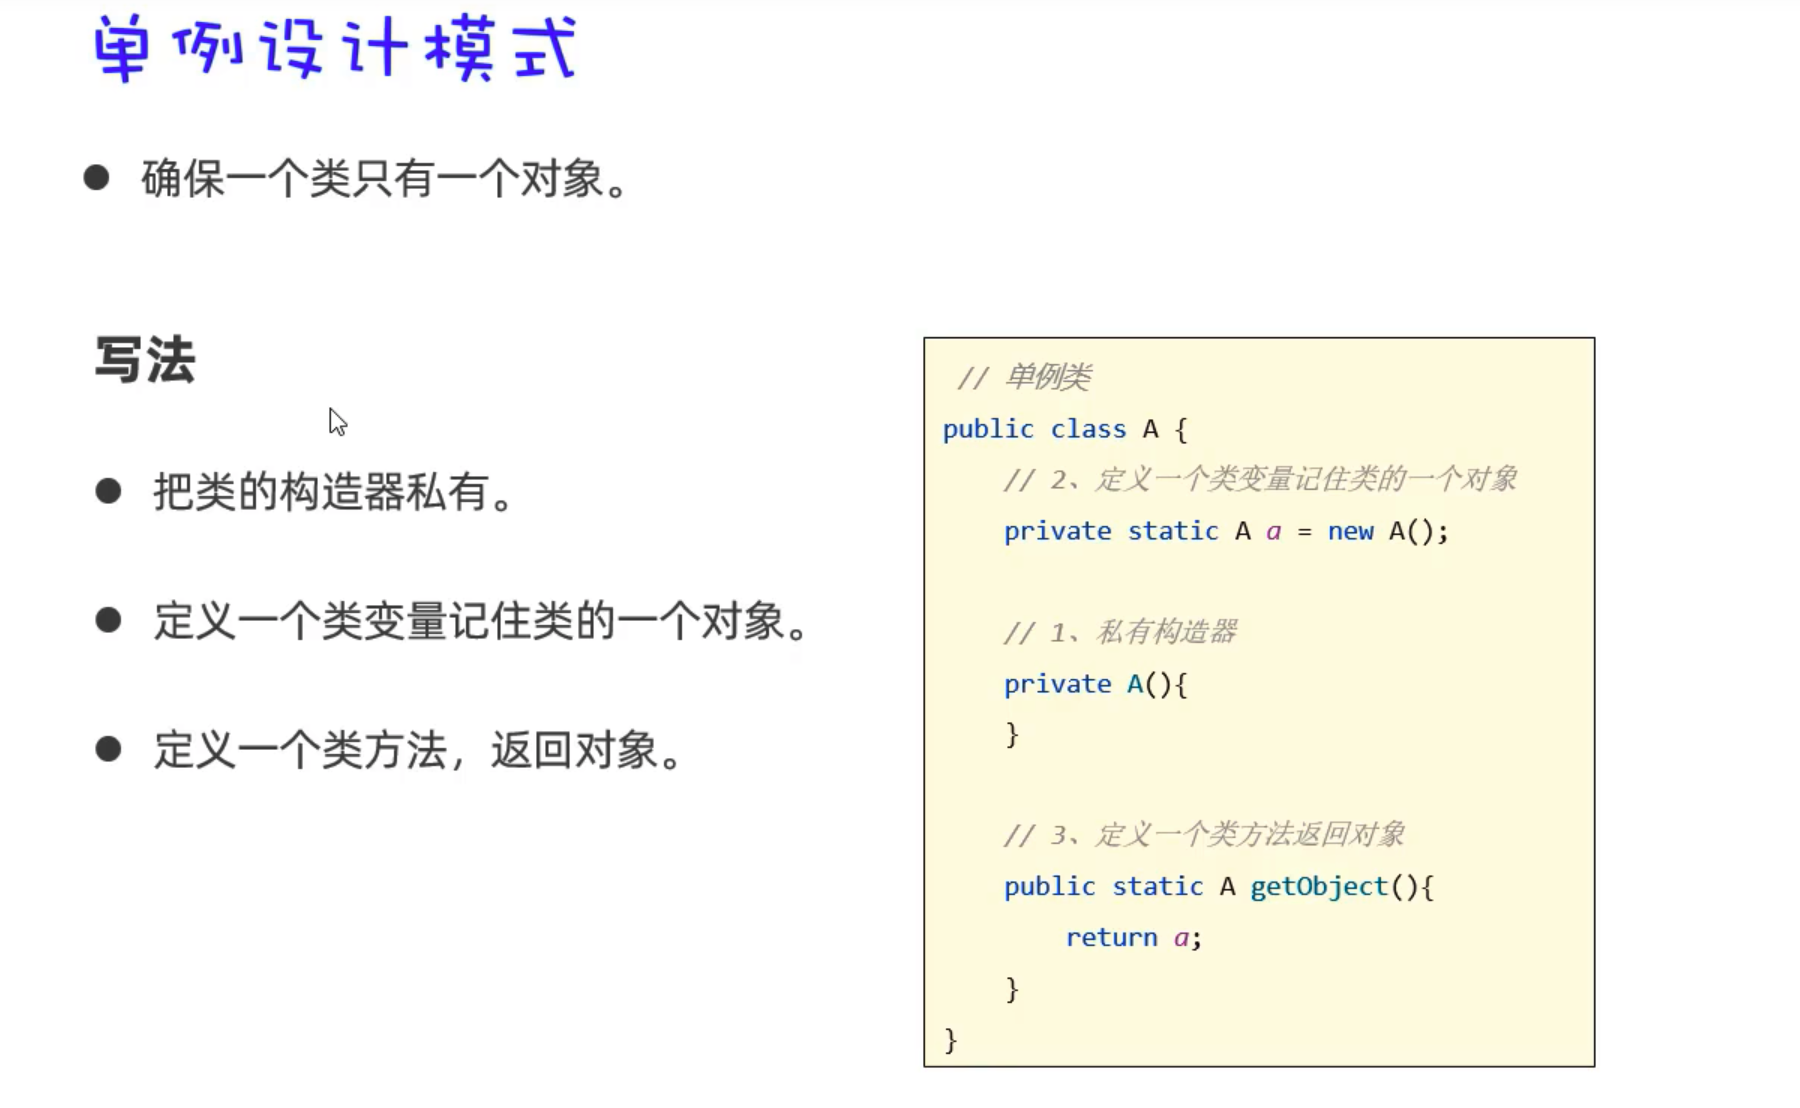 单例设计模式
确保一个类只有一个对象。
写法
把类的构造器私有。
定义一个类变量记住类的一个对象。
定义一个类方法，返回对象。
// 单例类
public class A {
    // 2、定义一个类变量记住类的一个对象
    private static A a = new A();
    // 1、私有构造器
    private A(){
    }
    // 3、定义一个类方法返回对象
    public static A getObject(){
        return a;
    }
}